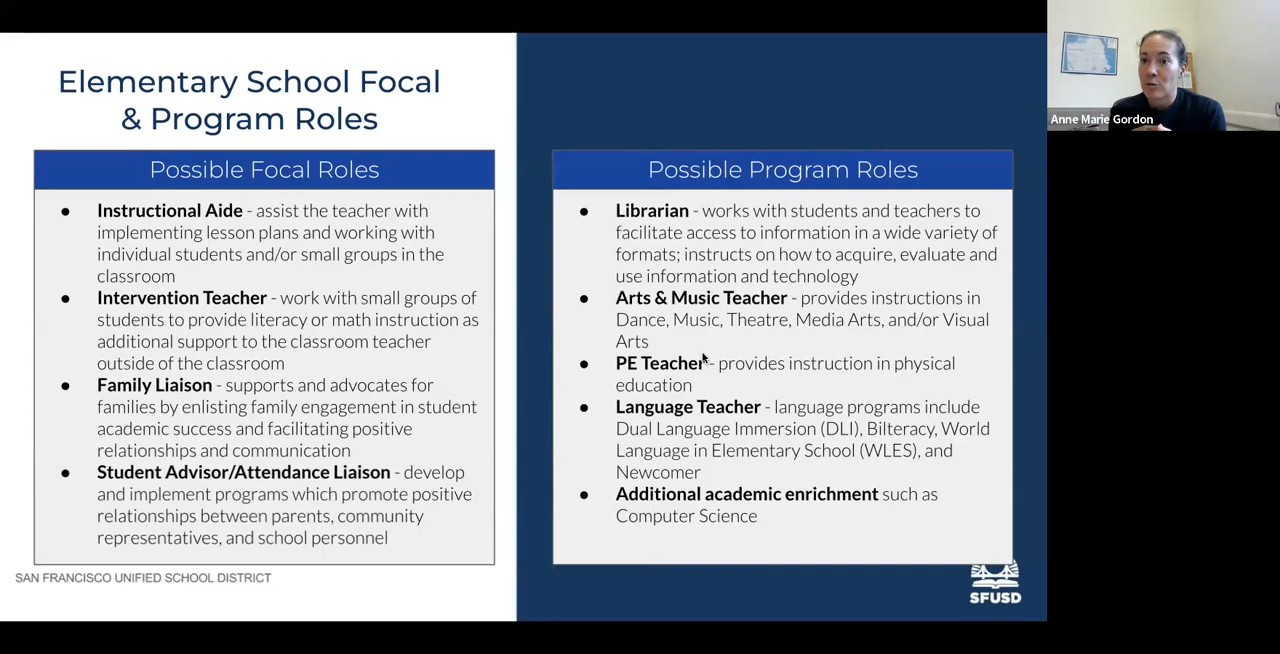 Elementary School Focal
& Program Roles
Possible Focal Roles
● Instructional Aide - assist the teacher with
implementing lesson plans and working with
individual students and/or small groups in the
classroom
● Intervention Teacher - work with small groups of
students to provide literacy or math instruction as
additional support to the classroom teacher
outside of the classroom
● Family Liaison - supports and advocates for
families by enlisting family engagement in student
academic success and facilitating positive
relationships and communication
● Student Advisor/Attendance Liaison - develop
and implement programs which promote positive
relationships between parents, community
representatives, and school personnel
SAN FRANCISCO UNIFIED SCHOOL DISTRICT
Possible Program Roles
● Librarian - works with students and teachers to
facilitate access to information in a wide variety of
formats; instructs on how to acquire, evaluate and
use information and technology
● Arts & Music Teacher - provides instructions in
Dance, Music, Theatre, Media Arts, and/or Visual
Arts
● PE Teacher - provides instruction in physical
education
● Language Teacher - language programs include
Dual Language Immersion (DLI), Bilteracy, World
Language in Elementary School (WLES), and
Newcomer
● Additional academic enrichment such as
Computer Science
SFUSD
Anne Marie Gordon